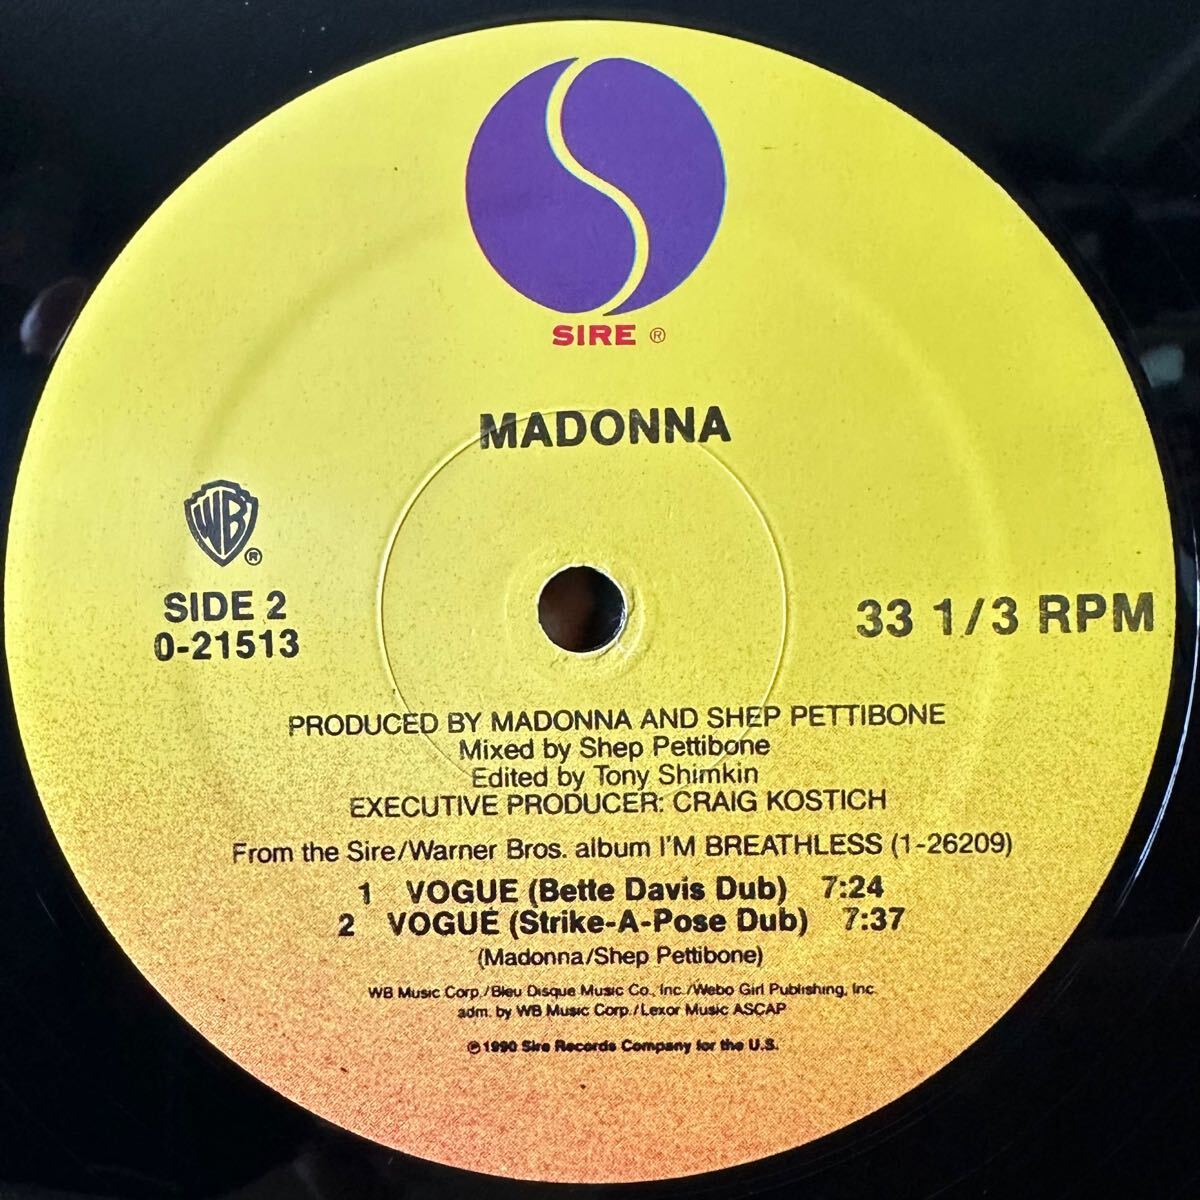 SIRE ®
MADONNA
WB ®
SIDE 2
0-21513
33 1/3 RPM
PRODUCED BY MADONNA AND SHEP PETTIBONE
Mixed by Shep Pettibone
Edited by Tony Shimkin
EXECUTIVE PRODUCER: CRAIG KOSTICH
From the Sire/Warner Bros. album I'M BREATHLESS (1-26209)
1 VOGUE (Bette Davis Dub) 7:24
2 VOGUE (Strike-A-Pose Dub) 7:37
(Madonna/Shep Pettibone)
WB Music Corp./Bleu Disque Music Co., Inc./Webo Girl Publishing, Inc.
adm. by WB Music Corp./Lexor Music ASCAP
℗ 1990 Sire Records Company for the U.S.